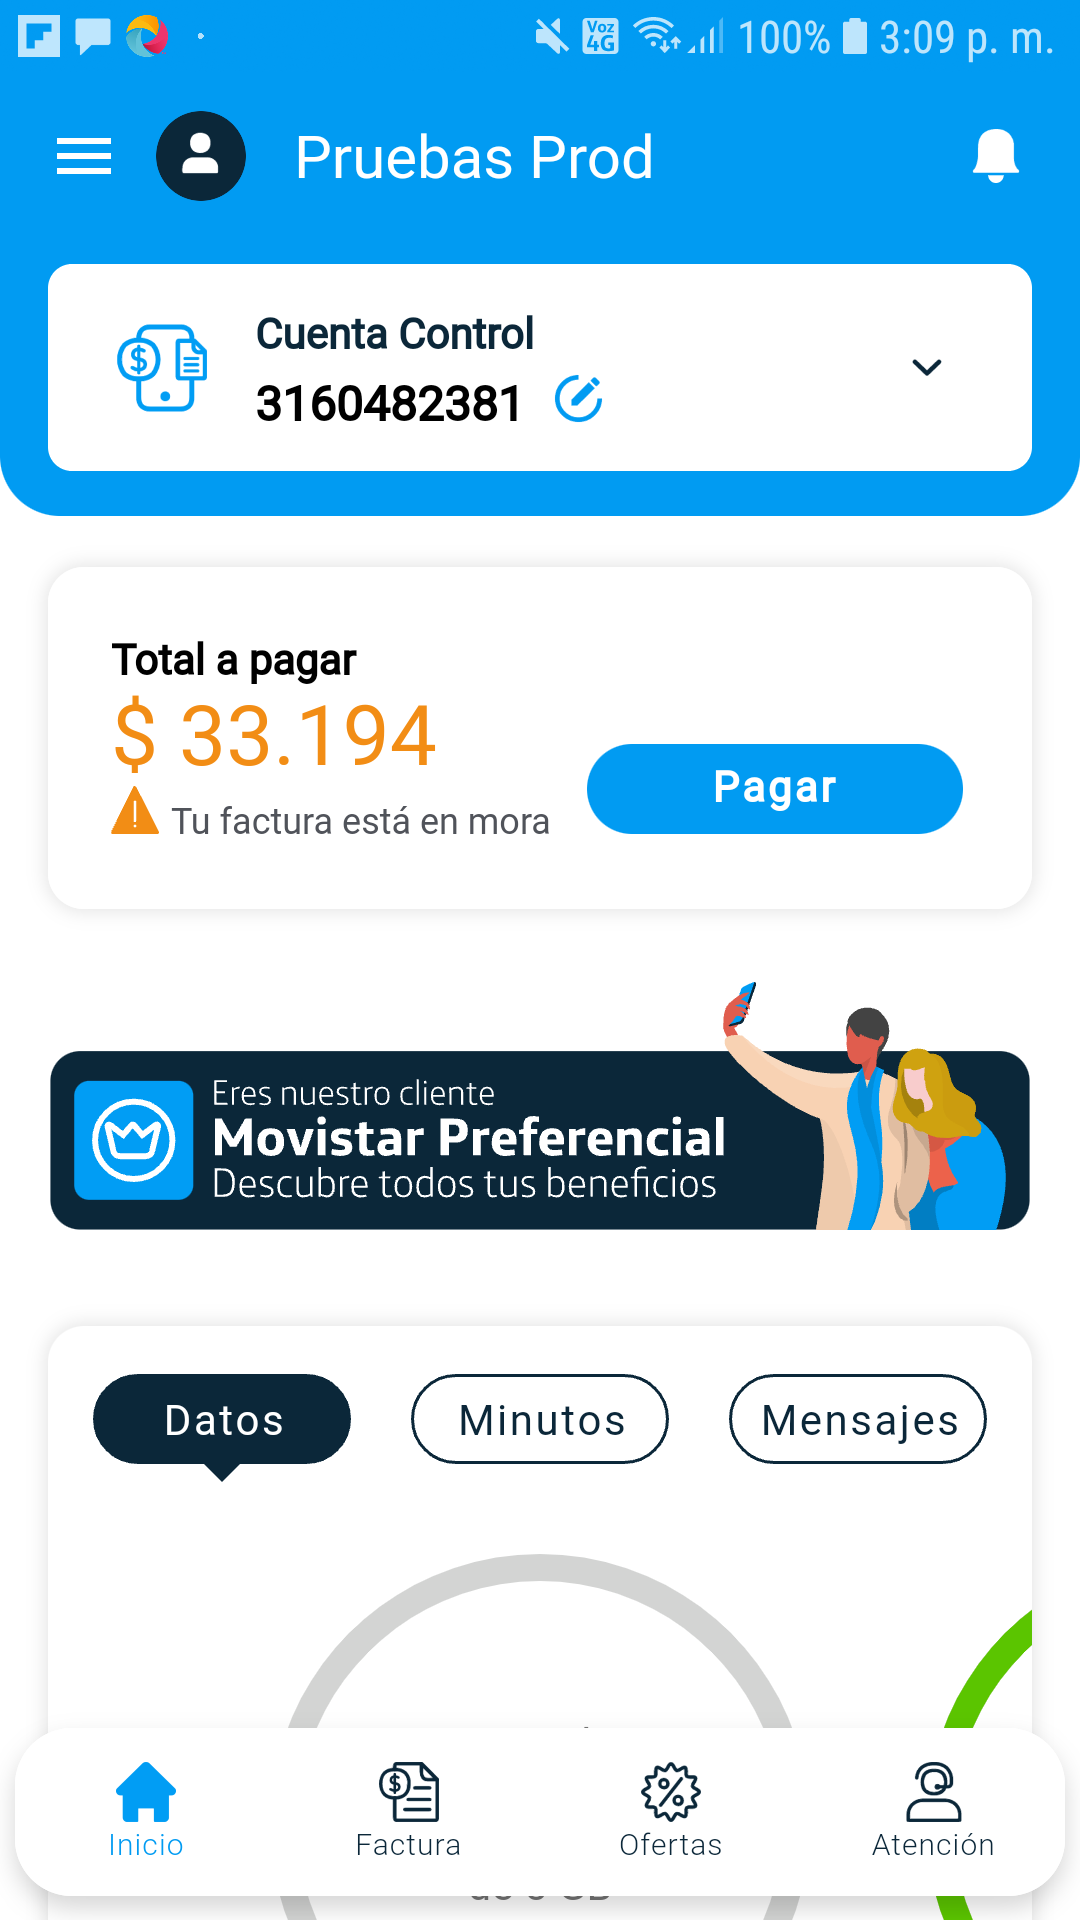 Voz 4G 100% 3:09 p. m.
Pruebas Prod
Cuenta Control
3160482381
Total a pagar
$ 33.194
Tu factura está en mora
Pagar
Eres nuestro cliente
Movistar Preferencial
Descubre todos tus beneficios
Datos
Minutos
Mensajes
Inicio
Factura
Ofertas
Atención